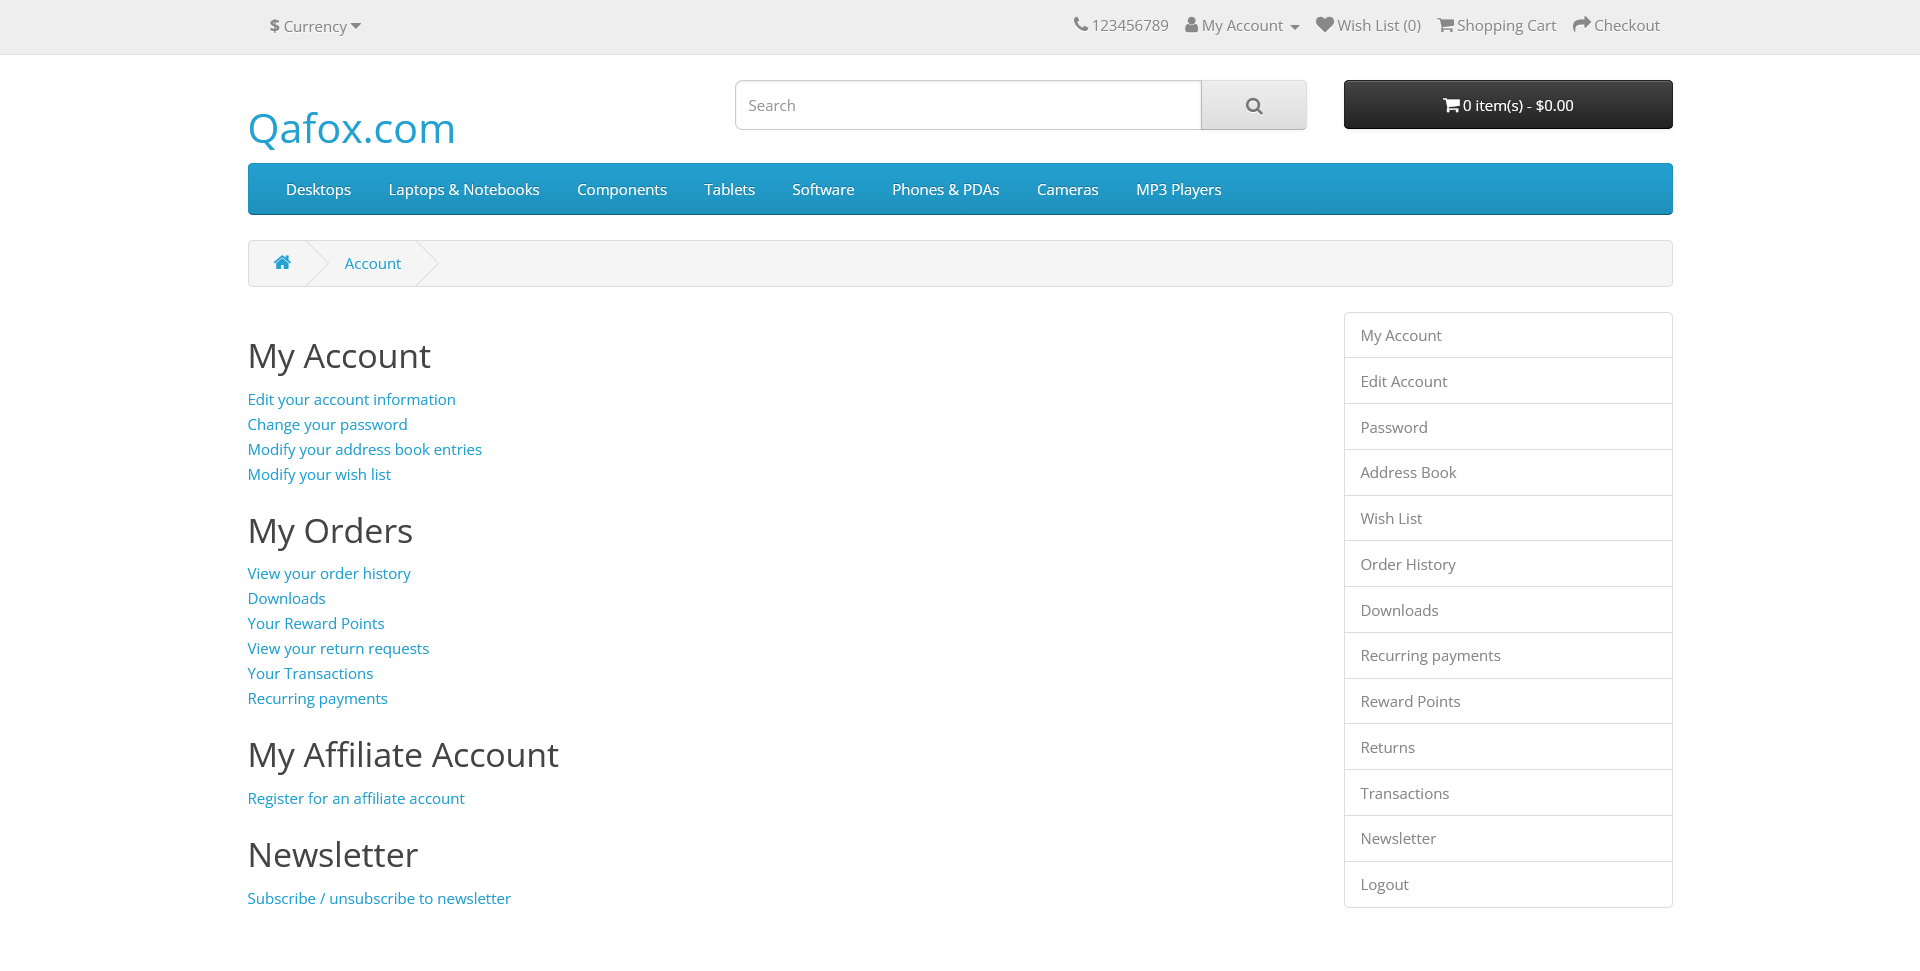 $ Currency
123456789 My Account Wish List (0) Shopping Cart Checkout
Qafox.com
Search
0 item(s) - $0.00
Desktops Laptops & Notebooks Components Tablets Software Phones & PDAs Cameras MP3 Players
Account
My Account
Edit your account information
Change your password
Modify your address book entries
Modify your wish list
My Orders
View your order history
Downloads
Your Reward Points
View your return requests
Your Transactions
Recurring payments
My Affiliate Account
Register for an affiliate account
Newsletter
Subscribe / unsubscribe to newsletter
My Account
Edit Account
Password
Address Book
Wish List
Order History
Downloads
Recurring payments
Reward Points
Returns
Transactions
Newsletter
Logout